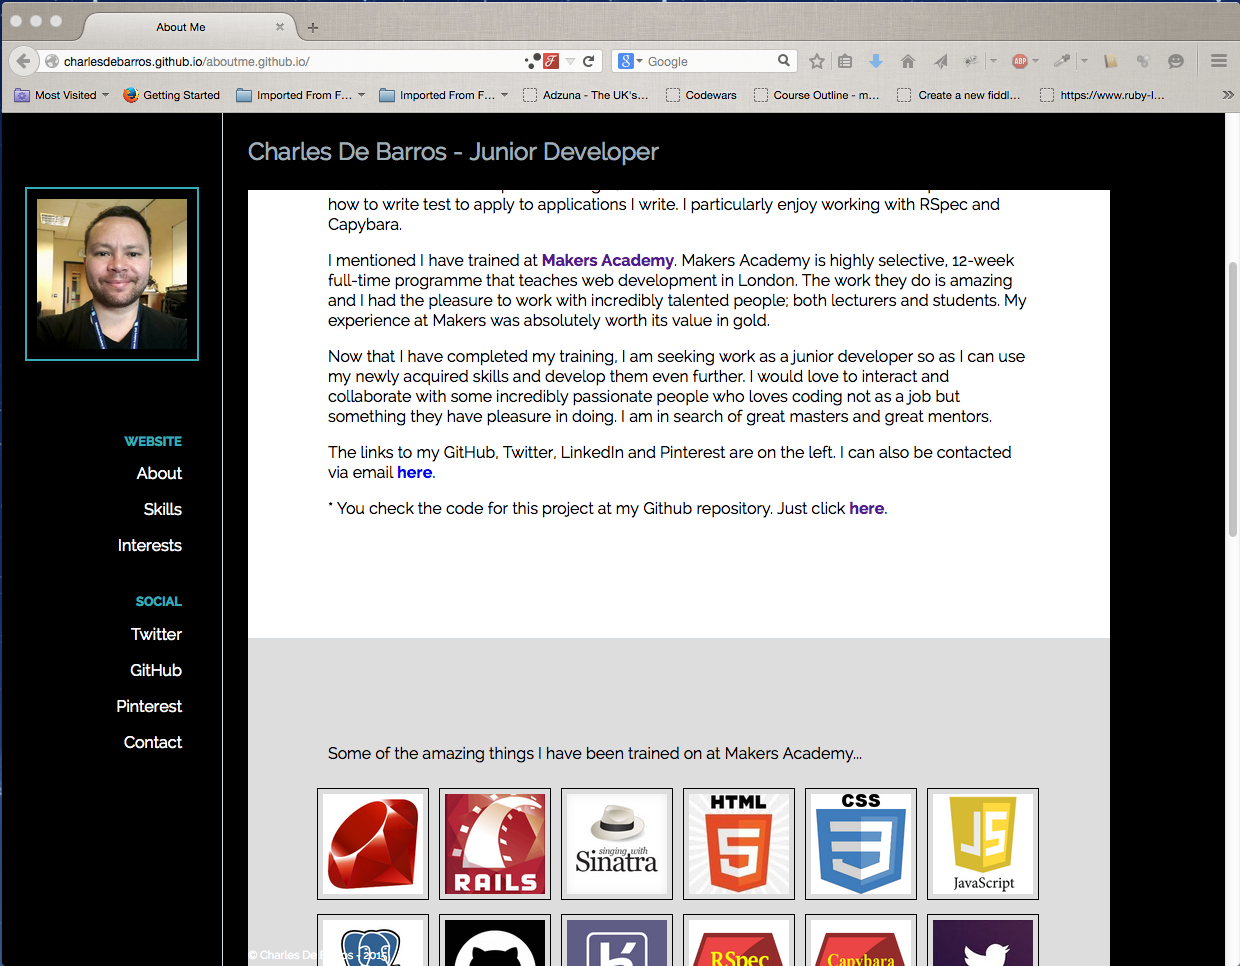 About Me
charlesdebarros.github.io/aboutme.github.io/
Google
Most Visited
Getting Started
Imported From F...
Imported From F...
Adzuna - The UK's...
Codewars
Course Outline - m...
Create a new fiddl...
https://www.ruby-l...
Charles De Barros - Junior Developer
how to write test to apply to applications I write. I particularly enjoy working with RSpec and
Capybara.
I mentioned I have trained at Makers Academy. Makers Academy is highly selective, 12-week
full-time programme that teaches web development in London. The work they do is amazing
and I had the pleasure to work with incredibly talented people; both lecturers and students. My
experience at Makers was absolutely worth its value in gold.
Now that I have completed my training, I am seeking work as a junior developer so as I can use
my newly acquired skills and develop them even further. I would love to interact and
collaborate with some incredibly passionate people who loves coding not as a job but
something they have pleasure in doing. I am in search of great masters and great mentors.
The links to my GitHub, Twitter, LinkedIn and Pinterest are on the left. I can also be contacted
via email here.
* You check the code for this project at my Github repository. Just click here.
WEBSITE
About
Skills
Interests
SOCIAL
Twitter
GitHub
Pinterest
Contact
Some of the amazing things I have been trained on at Makers Academy...
RAILS
singing with
Sinatra
HTML
5
CSS
3
JS
JavaScript
RSpec
Capybara
© Charles De Barros - 2015